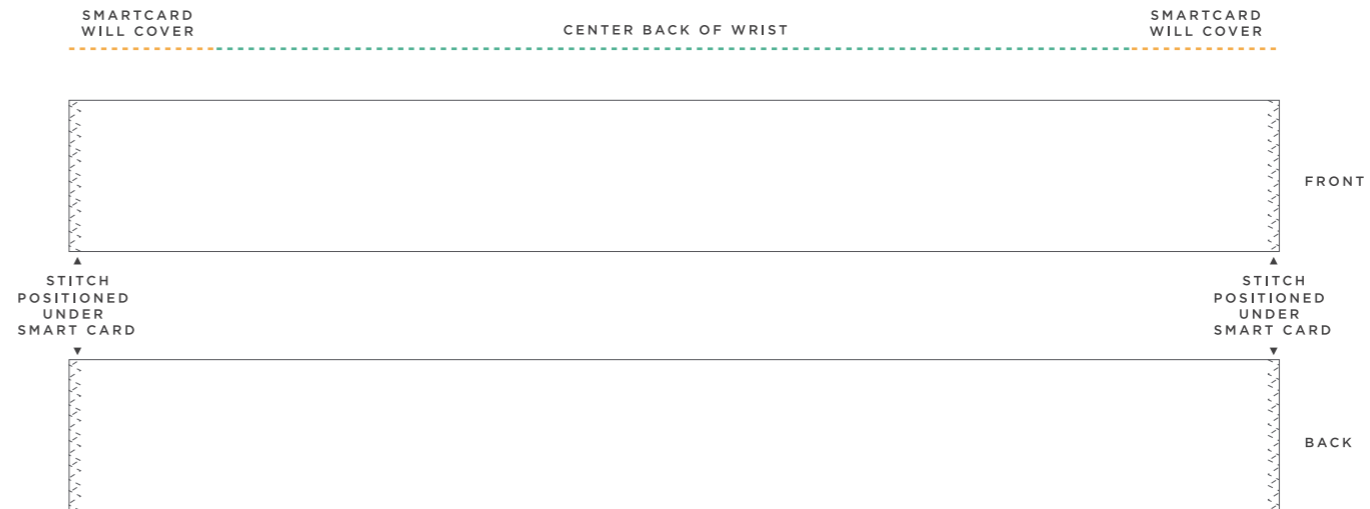 SMARTCARD
WILL COVER
CENTER BACK OF WRIST
SMARTCARD
WILL COVER
FRONT
STITCH
POSITIONED
UNDER
SMART CARD
STITCH
POSITIONED
UNDER
SMART CARD
BACK